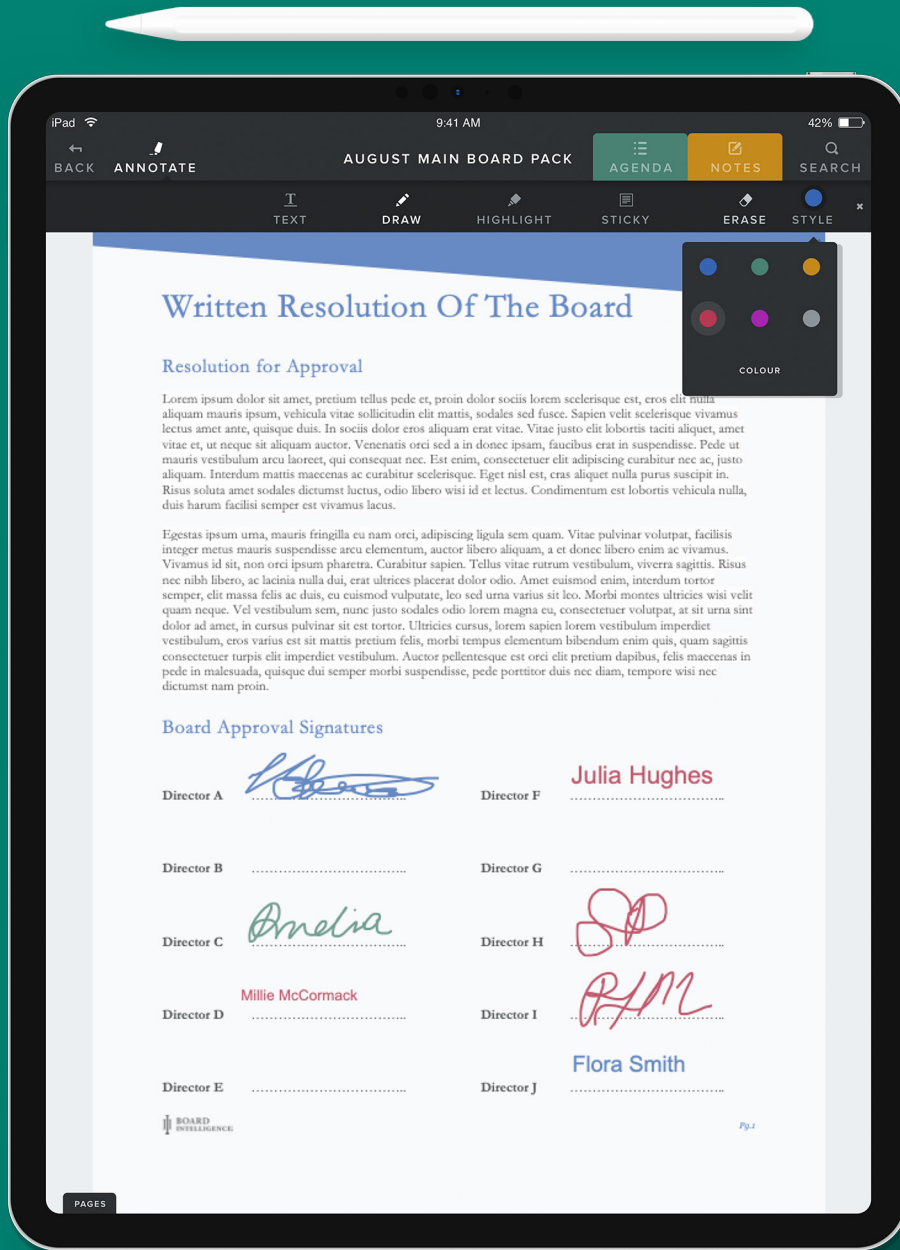 iPad 9:41 AM 42%
BACK ANNOTATE AUGUST MAIN BOARD PACK AGENDA NOTES SEARCH
TEXT DRAW HIGHLIGHT STICKY ERASE STYLE
COLOUR
Written Resolution Of The Board
Resolution for Approval
Lorem ipsum dolor sit amet, pretium tellus pede et, proin dolor sociis lorem scelerisque est, eros elit nulla
aliquam mauris ipsum, vehicula vitae sollicitudin elit mattis, sodales sed fusce. Sapien velit scelerisque vivamus
lectus amet ante, quisque duis. In sociis dolor eros aliquam erat vitae. Vitae justo elit lobortis taciti aliquet, amet
vitae et, ut neque sit aliquam auctor. Venenatis orci sed a in donec ipsam, faucibus erat in suspendisse. Pede ut
mauris vestibulum arcu laoreet, qui consequat nec. Est enim, consectetuer elit adipiscing curabitur nec ac, justo
aliquam. Interdum mattis maecenas ac curabitur scelerisque. Eget nisl est, cras aliquet nulla purus suscipit in.
Risus soluta amet sodales dictumst luctus, odio libero wisi id et lectus. Condimentum est lobortis vehicula nulla,
duis harum facilisi semper est vivamus lacus.
Egestas ipsum urna, mauris fringilla eu nam orci, adipiscing ligula sem quam. Vitae pulvinar volutpat, facilisis
integer metus mauris suspendisse arcu elementum, auctor libero aliquam, a et donec libero enim ac vivamus.
Vivamus id sit, non orci ipsum pharetra. Curabitur sapien. Tellus vitae rutrum vestibulum, viverra sagittis. Risus
nec nibh libero, ac lacinia nulla dui, erat ultrices placerat dolor odio. Amet euismod enim, interdum tortor
semper, elit massa felis ac duis, eu euismod vulputate, leo sed urna varius sit leo. Morbi montes ultricies wisi velit
quam neque. Vel vestibulum sem, nunc justo sodales odio lorem magna eu, consectetuer volutpat, at sit urna sint
dolor ad amet, in cursus pulvinar sit est tortor. Ultricies cursus, lorem sapien lorem vestibulum imperdiet
vestibulum, eros varius est sit mattis pretium felis, morbi tempus elementum bibendum enim quis, quam sagittis
consectetuer turpis elit imperdiet vestibulum. Auctor pellentesque est orci elit pretium dapibus, felis maecenas in
pede in malesuada, quisque dui semper morbi suspendisse, pede porttitor duis nec diam, tempore wisi nec
dictumst nam proin.
Board Approval Signatures
Director A
Director F Julia Hughes
Director B
Director G
Director C Amelia
Director H
Director D Millie McCormack
Director I
Director E
Director J Flora Smith
BOARD
INTELLIGENCE
Pg.1
PAGES